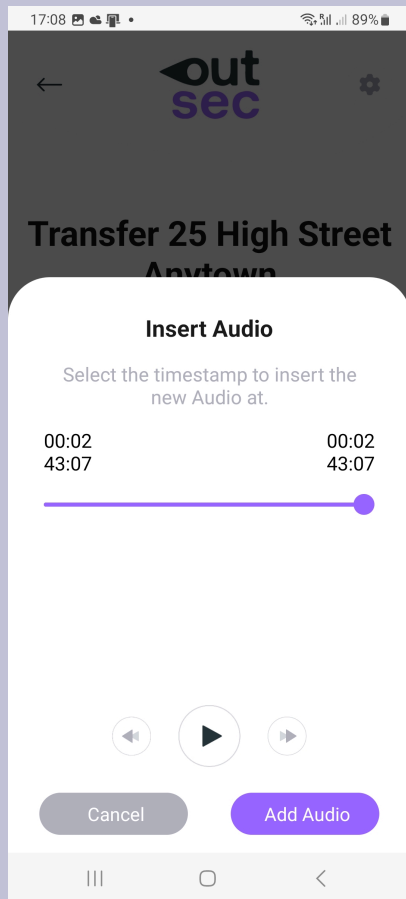 17:08 89%
out
sec
Transfer 25 High Street
Anytown
Insert Audio
Select the timestamp to insert the
new Audio at.
00:02 00:02
43:07 43:07
Cancel Add Audio